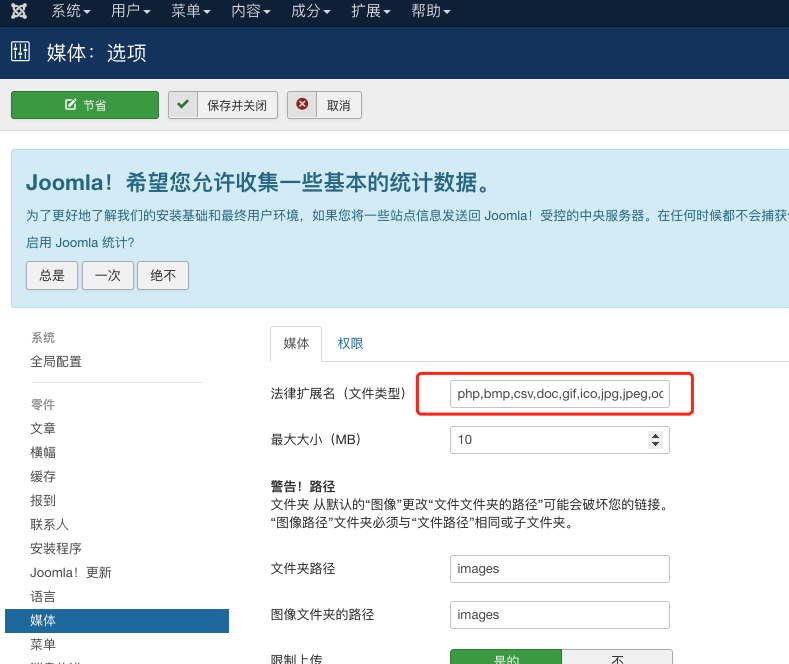 系统 用户 菜单 内容 成分 扩展 帮助
媒体：选项
节省 保存并关闭 取消
Joomla！希望您允许收集一些基本的统计数据。
为了更好地了解我们的安装基础和最终用户环境，如果您将一些站点信息发送回 Joomla！受控的中央服务器。在任何时候都不会捕获
启用 Joomla 统计?
总是 一次 绝不
系统
全局配置
零件
文章
横幅
缓存
报到
联系人
安装程序
Joomla！更新
语言
媒体
菜单
媒体 权限
法律扩展名（文件类型） php,bmp,csv,doc,gif,ico,jpg,jpeg,oc
最大大小（MB） 10
警告！路径
文件夹 从默认的“图像”更改“文件文件夹的路径”可能会破坏您的链接。
“图像路径”文件夹必须与“文件路径”相同或子文件夹。
文件夹路径 images
图像文件夹的路径 images
限制上传 是的 不